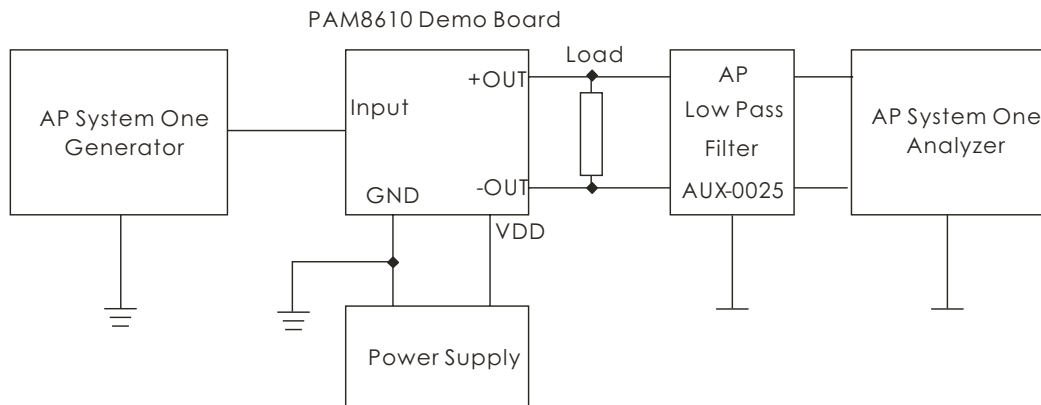 PAM8610 Demo Board
AP System One
Generator
Input
+OUT
-OUT
GND
VDD
Load
AP
Low Pass
Filter
AUX-0025
AP System One
Analyzer
Power Supply